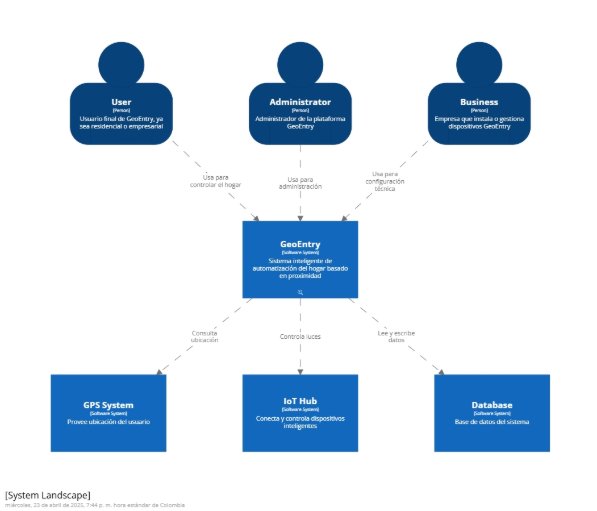 User
[Person]
Usuario final de GeoEntry, ya
sea residencial o empresarial
Administrator
[Person]
Administrador de la plataforma
GeoEntry
Business
[Person]
Empresa que instala o gestiona
dispositivos GeoEntry
Usa para
controlar el hogar
Usa para
administración
Usa para
configuración
técnica
GeoEntry
[Software System]
Sistema inteligente de
automatización del hogar basado
en proximidad
Consulta
ubicación
Controla luces
Lee y escribe
datos
GPS System
[Software System]
Provee ubicación del usuario
IoT Hub
[Software System]
Conecta y controla dispositivos
inteligentes
Database
[Software System]
Base de datos del sistema
[System Landscape]
miércoles, 23 de abril de 2025, 7:44 p. m. hora estándar de Colombia